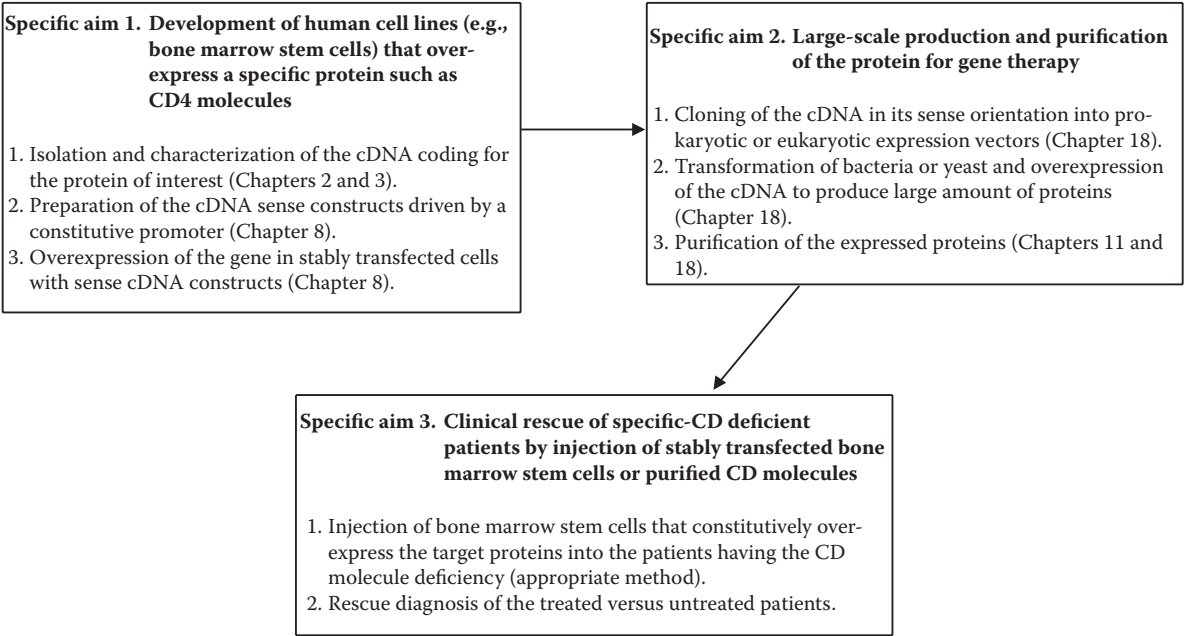 Specific aim 1. Development of human cell lines (e.g.,
bone marrow stem cells) that over-
express a specific protein such as
CD4 molecules
1. Isolation and characterization of the cDNA coding for
the protein of interest (Chapters 2 and 3).
2. Preparation of the cDNA sense constructs driven by a
constitutive promoter (Chapter 8).
3. Overexpression of the gene in stably transfected cells
with sense cDNA constructs (Chapter 8).
Specific aim 2. Large-scale production and purification
of the protein for gene therapy
1. Cloning of the cDNA in its sense orientation into pro-
karyotic or eukaryotic expression vectors (Chapter 18).
2. Transformation of bacteria or yeast and overexpression
of the cDNA to produce large amount of proteins
(Chapter 18).
3. Purification of the expressed proteins (Chapters 11 and
18).
Specific aim 3. Clinical rescue of specific-CD deficient
patients by injection of stably transfected bone
marrow stem cells or purified CD molecules
1. Injection of bone marrow stem cells that constitutively over-
express the target proteins into the patients having the CD
molecule deficiency (appropriate method).
2. Rescue diagnosis of the treated versus untreated patients.